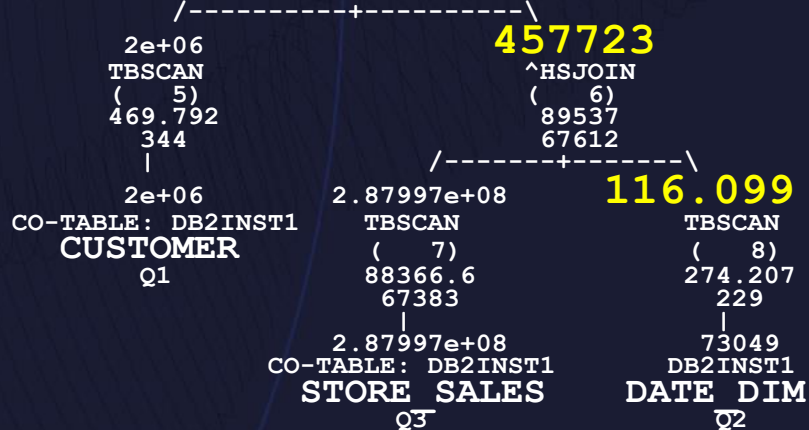 /----------+----------\
2e+06 457723
TBSCAN ^HSJOIN
( 5) ( 6)
469.792 89537
344 67612
| /-------+-------\
2e+06 2.87997e+08 116.099
CO-TABLE: DB2INST1 TBSCAN TBSCAN
CUSTOMER ( 7) ( 8)
Q1 88366.6 274.207
67383 229
| |
2.87997e+08 73049
CO-TABLE: DB2INST1 DB2INST1
STORE_SALES DATE_DIM
Q3 Q2